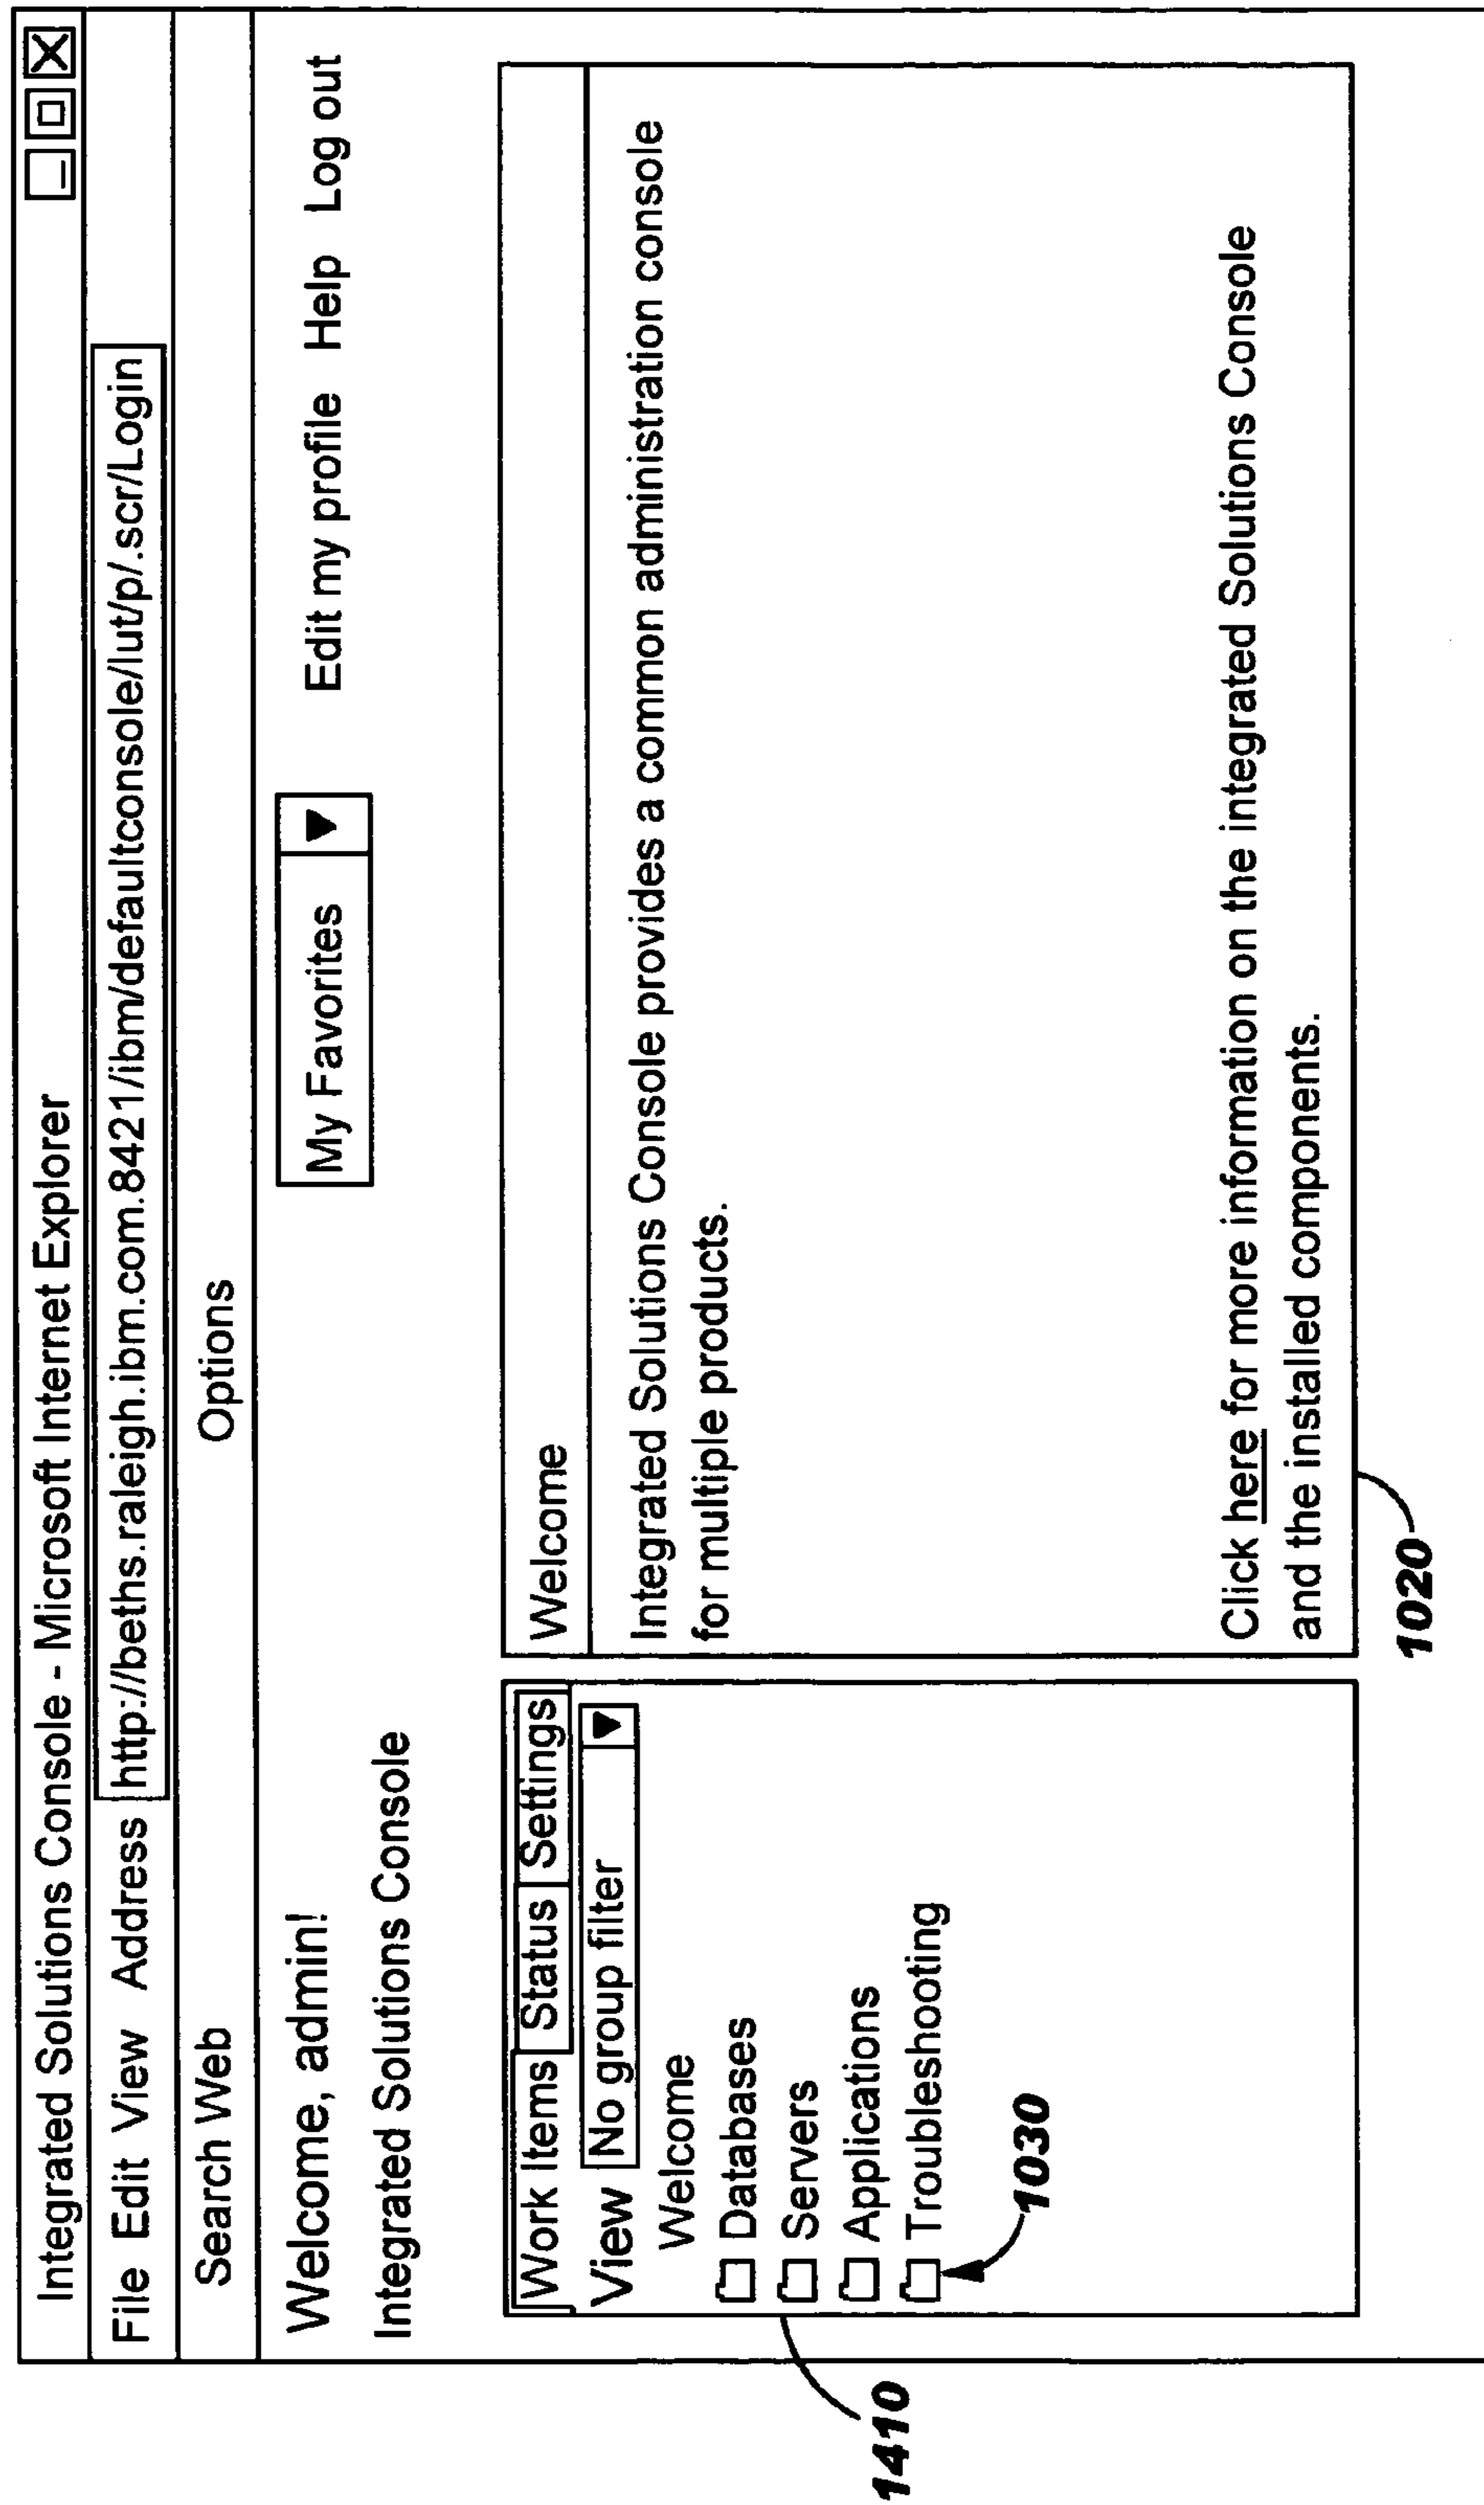 Integrated Solutions Console - Microsoft Internet Explorer
File Edit View Address http://beths.raleigh.ibm.com.8421/ibm/defaultconsole/lut/p/.scr/Login
Search Web Options
Welcome, admin! My Favorites Edit my profile Help Log out
Integrated Solutions Console
Work Items Status Settings
View No group filter
Welcome
Databases
Servers
Applications
Troubleshooting
1030
1410
Welcome
Integrated Solutions Console provides a common administration console
for multiple products.
Click here for more information on the integrated Solutions Console
and the installed components.
1020